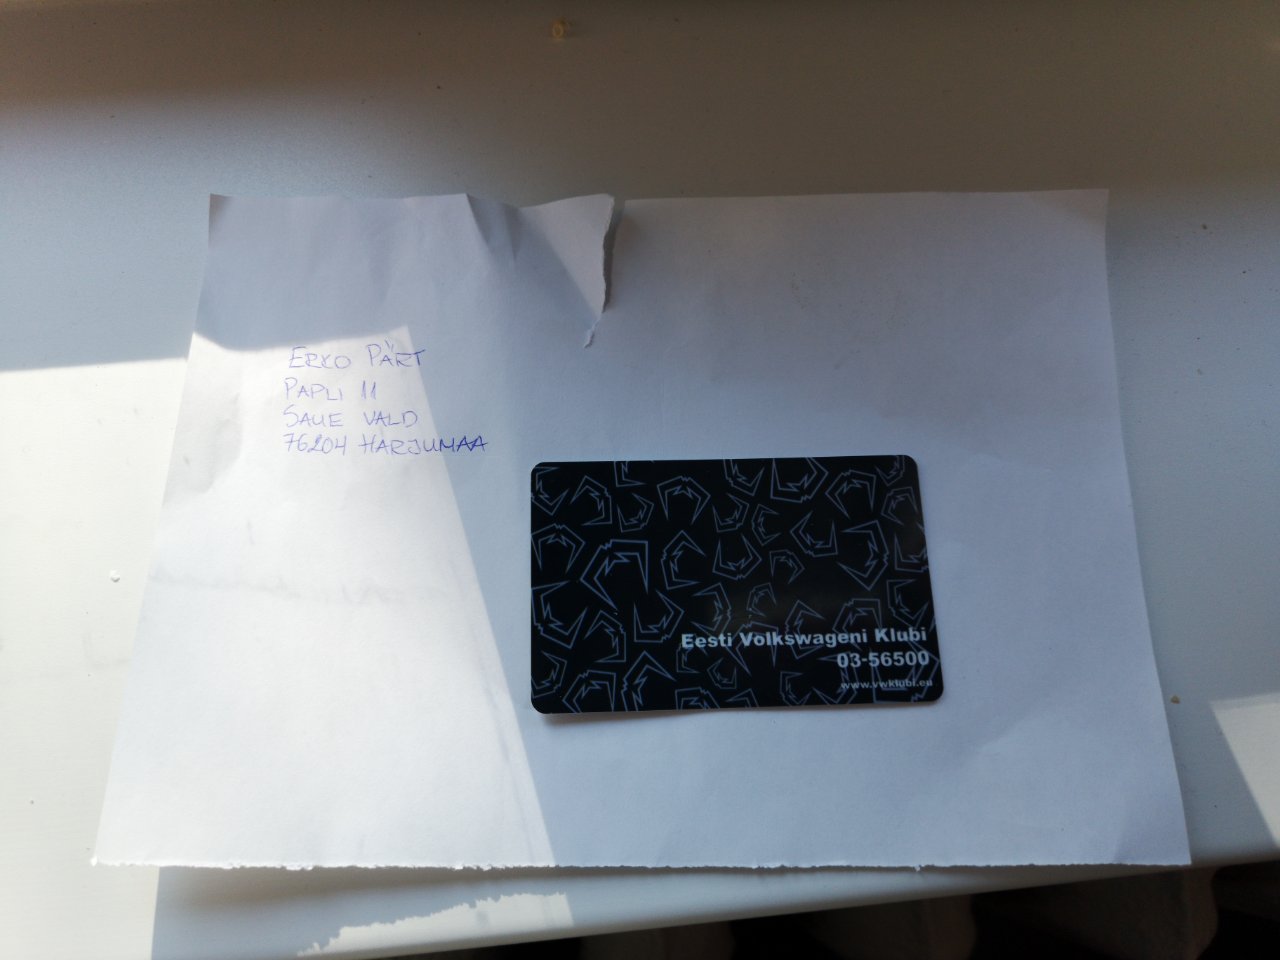 ERKO PÄRT
PAPLI 11
SAUE VALD
76204 HARJUMAA
Eesti Volkswageni Klubi
03-56500
www.vwklubi.eu